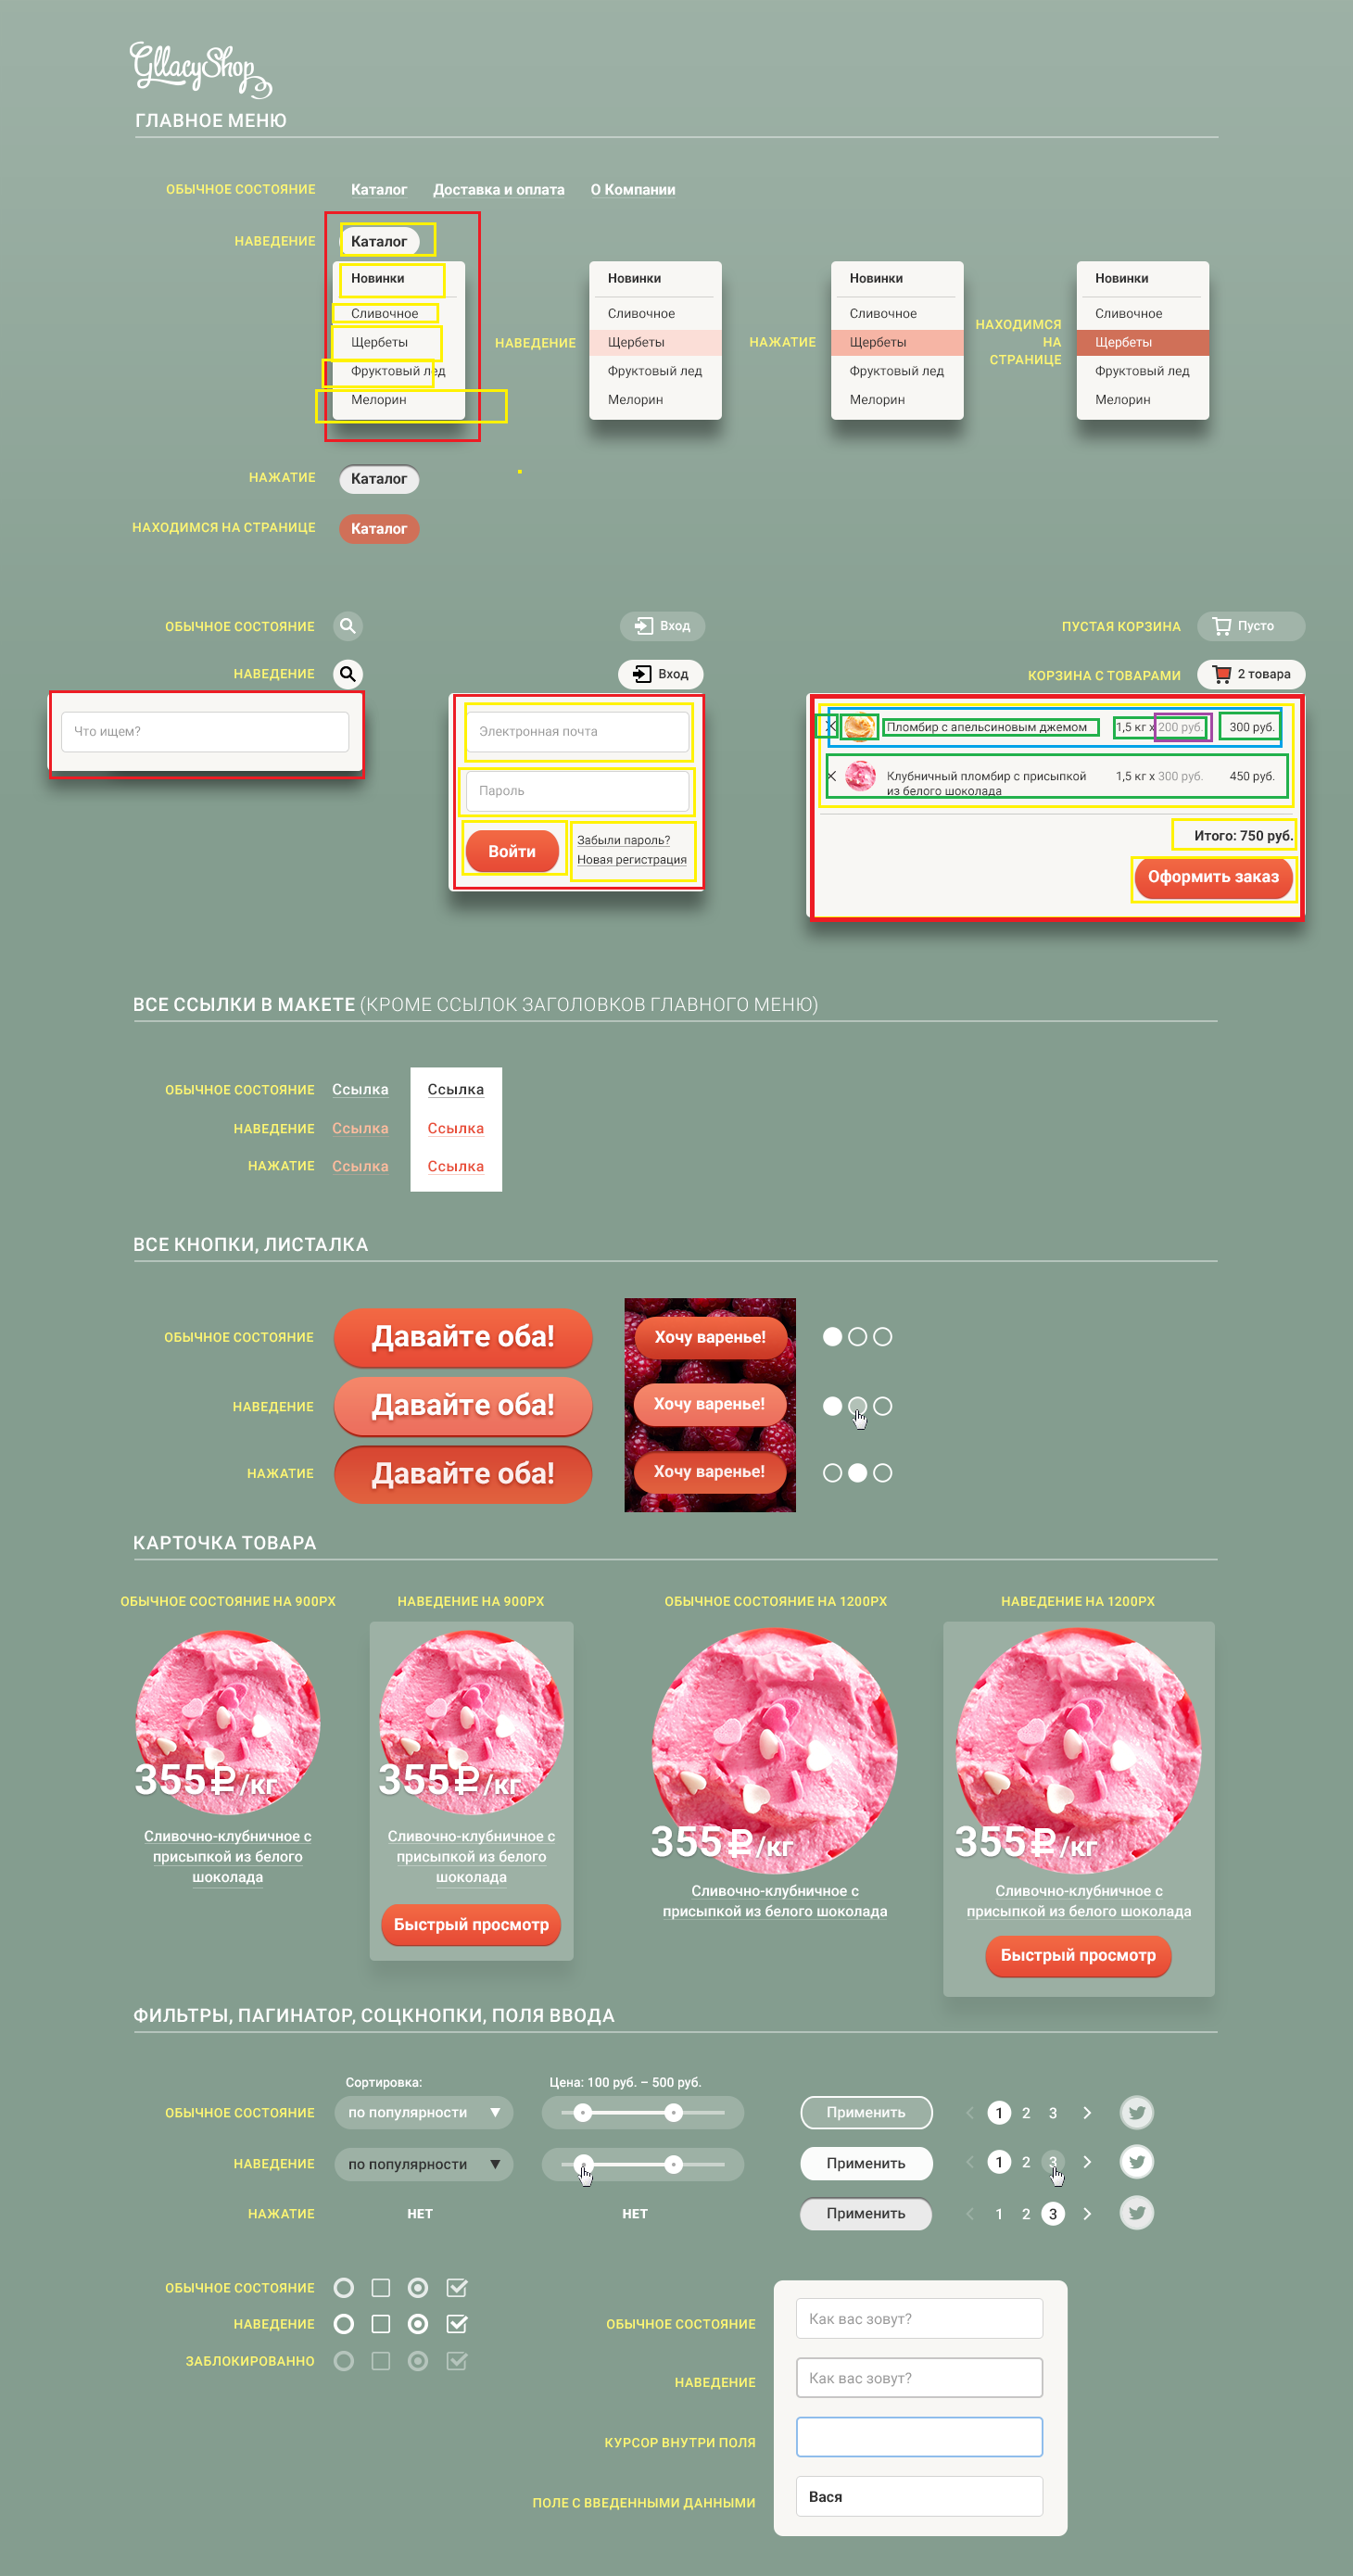 GllacyShop
ГЛАВНОЕ МЕНЮ
ОБЫЧНОЕ СОСТОЯНИЕ Каталог Доставка и оплата О Компании
НАВЕДЕНИЕ Каталог
Новинки Новинки Новинки Новинки
Сливочное Сливочное Сливочное Сливочное
Щербеты НАВЕДЕНИЕ Щербеты НАЖАТИЕ Щербеты НАХОДИМСЯ НА СТРАНИЦЕ Щербеты
Фруктовый лед Фруктовый лед Фруктовый лед Фруктовый лед
Мелорин Мелорин Мелорин Мелорин
НАЖАТИЕ Каталог
НАХОДИМСЯ НА СТРАНИЦЕ Каталог
ОБЫЧНОЕ СОСТОЯНИЕ Вход ПУСТАЯ КОРЗИНА Пусто
НАВЕДЕНИЕ Вход КОРЗИНА С ТОВАРАМИ 2 товара
Что ищем? Электронная почта Пломбир с апельсиновым джемом 1,5 кг х 200 руб. 300 руб.
Пароль Клубничный пломбир с присыпкой 1,5 кг х 300 руб. 450 руб.
из белого шоколада
Войти Забыли пароль? Итого: 750 руб.
Новая регистрация
Оформить заказ
ВСЕ ССЫЛКИ В МАКЕТЕ (КРОМЕ ССЫЛОК ЗАГОЛОВКОВ ГЛАВНОГО МЕНЮ)
ОБЫЧНОЕ СОСТОЯНИЕ Ссылка Ссылка
НАВЕДЕНИЕ Ссылка Ссылка
НАЖАТИЕ Ссылка Ссылка
ВСЕ КНОПКИ, ЛИСТАЛКА
ОБЫЧНОЕ СОСТОЯНИЕ Давайте оба! Хочу варенье!
НАВЕДЕНИЕ Давайте оба! Хочу варенье!
НАЖАТИЕ Давайте оба! Хочу варенье!
КАРТОЧКА ТОВАРА
ОБЫЧНОЕ СОСТОЯНИЕ НА 900PX НАВЕДЕНИЕ НА 900PX ОБЫЧНОЕ СОСТОЯНИЕ НА 1200PX НАВЕДЕНИЕ НА 1200PX
355₽/кг 355₽/кг 355₽/кг 355₽/кг
Сливочно-клубничное с Сливочно-клубничное с Сливочно-клубничное с Сливочно-клубничное с
присыпкой из белого присыпкой из белого присыпкой из белого шоколада присыпкой из белого шоколада
шоколада шоколада
Быстрый просмотр Быстрый просмотр
ФИЛЬТРЫ, ПАГИНАТОР, СОЦКНОПКИ, ПОЛЯ ВВОДА
Сортировка: Цена: 100 руб. – 500 руб.
ОБЫЧНОЕ СОСТОЯНИЕ по популярности Применить 1 2 3
НАВЕДЕНИЕ по популярности Применить 1 2 3
НАЖАТИЕ НЕТ НЕТ Применить 1 2 3
ОБЫЧНОЕ СОСТОЯНИЕ
НАВЕДЕНИЕ
ЗАБЛОКИРОВАННО
ОБЫЧНОЕ СОСТОЯНИЕ Как вас зовут?
НАВЕДЕНИЕ Как вас зовут?
КУРСОР ВНУТРИ ПОЛЯ
ПОЛЕ С ВВЕДЕННЫМИ ДАННЫМИ Вася